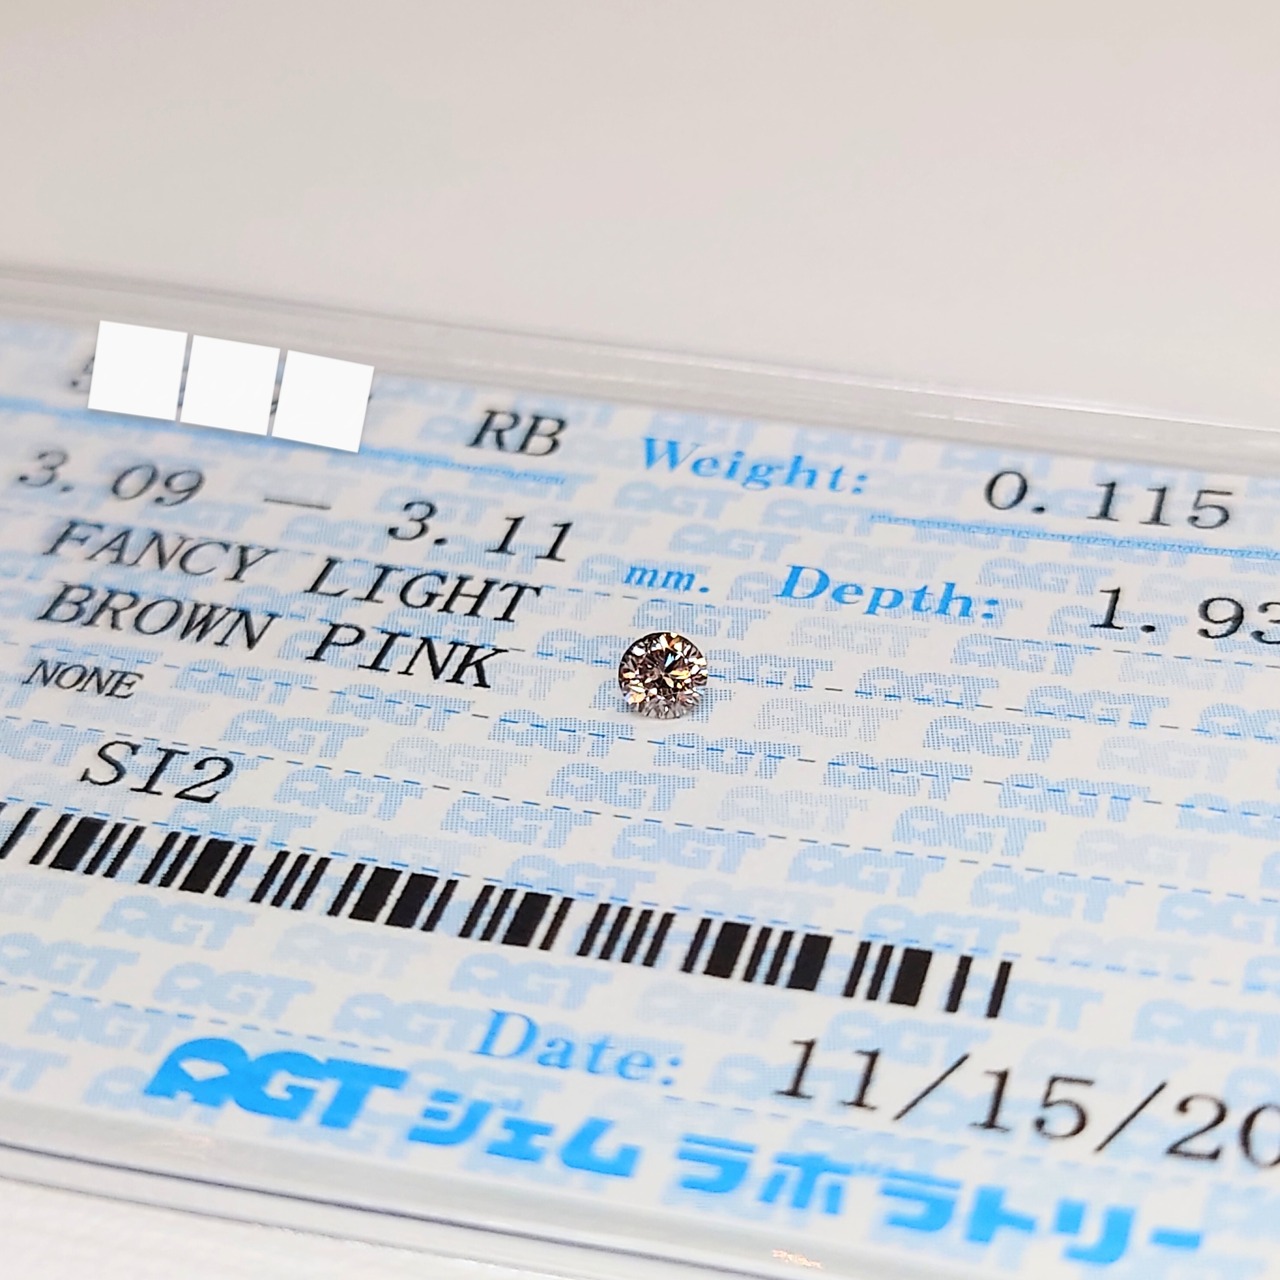 RB Weight: 0.115
3.09 — 3.11 mm. Depth: 1.93
FANCY LIGHT
BROWN PINK
NONE
SI2
Date: 11/15/20
AGT ジェム ラボラトリー